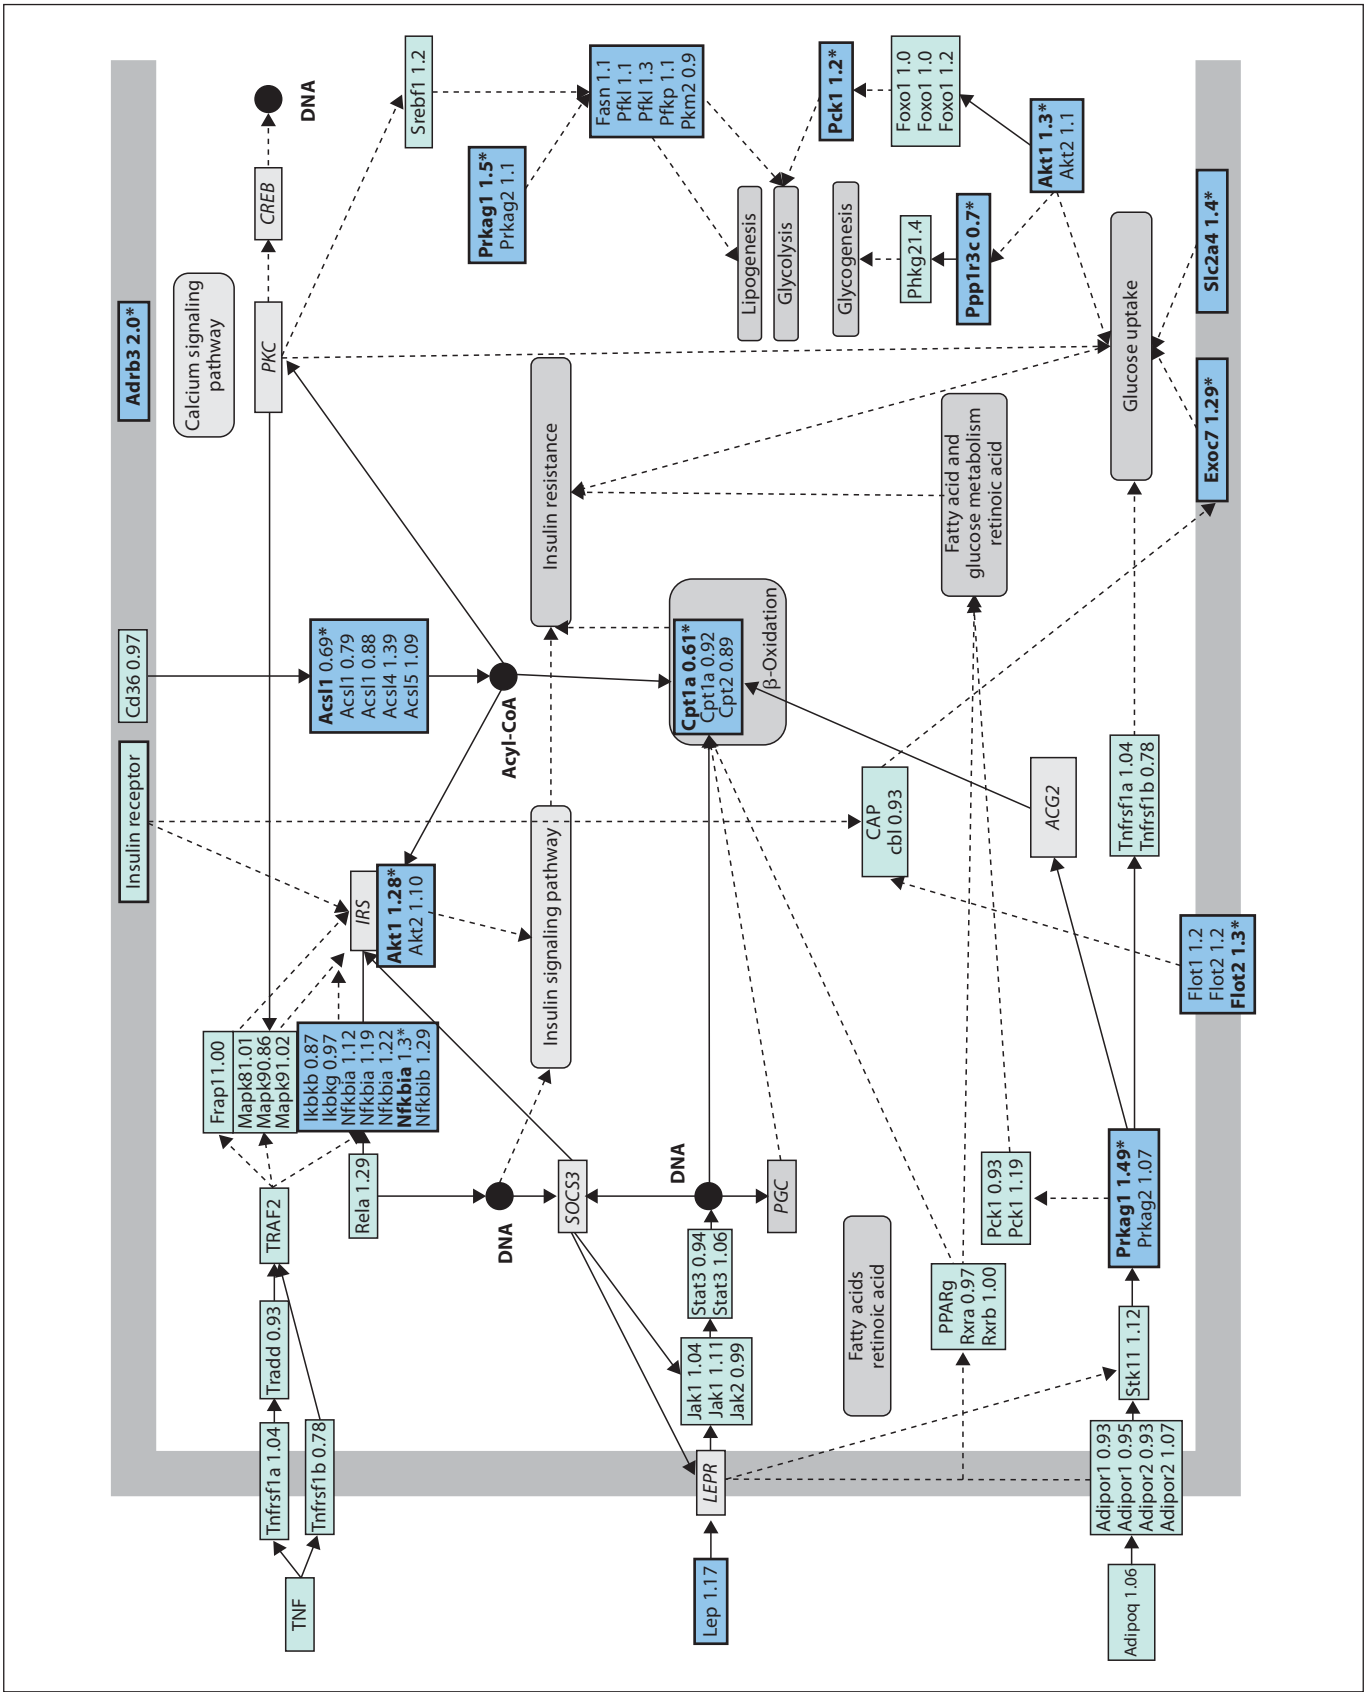 TNF
Tnfrsf1a 1.04
Tnfrsf1b 0.78
Tradd 0.93
TRAF2
Frap11.00
Mapk81.01
Mapk90.86
Mapk91.02
Ikbkb 0.87
Ikbkg 0.97
Nfkbia 1.12
Nfkbia 1.19
Nfkbia 1.22
Nfkbia 1.3*
Nfkbib 1.29
Rela 1.29
DNA
Insulin receptor
IRS
Akt1 1.28*
Akt2 1.10
Insulin signaling pathway
Cd36 0.97
Acsl1 0.69*
Acsl1 0.79
Acsl1 0.88
Acsl4 1.39
Acsl5 1.09
Acyl-CoA
Adrb3 2.0*
Calcium signaling
pathway
PKC
CREB
DNA
Srebf1 1.2
Prkag1 1.5*
Prkag2 1.1
Fasn 1.1
Pfkl 1.1
Pfkl 1.3
Pfkp 1.1
Pkm2 0.9
Insulin resistance
Lipogenesis
Glycolysis
Glycogenesis
Pck1 1.2*
Foxo1 1.0
Foxo1 1.0
Foxo1 1.2
Phkg21.4
Ppp1r3c 0.7*
Akt1 1.3*
Akt2 1.1
Lep 1.17
LEPR
SOCS3
Jak1 1.04
Jak1 1.11
Jak2 0.99
Stat3 0.94
Stat3 1.06
DNA
PGC
Cpt1a 0.61*
Cpt1a 0.92
Cpt2 0.89
β-Oxidation
Fatty acids
retinoic acid
CAP
cbl 0.93
PPARg
Rxra 0.97
Rxrb 1.00
Pck1 0.93
Pck1 1.19
Fatty acid and
glucose metabolism
retinoic acid
ACG2
Adipoq 1.06
Adipor1 0.93
Adipor1 0.95
Adipor2 0.93
Adipor2 1.07
Stk11 1.12
Prkag1 1.49*
Prkag2 1.07
Tnfrsf1a 1.04
Tnfrsf1b 0.78
Glucose uptake
Flot1 1.2
Flot2 1.2
Flot2 1.3*
Exoc7 1.29*
Slc2a4 1.4*